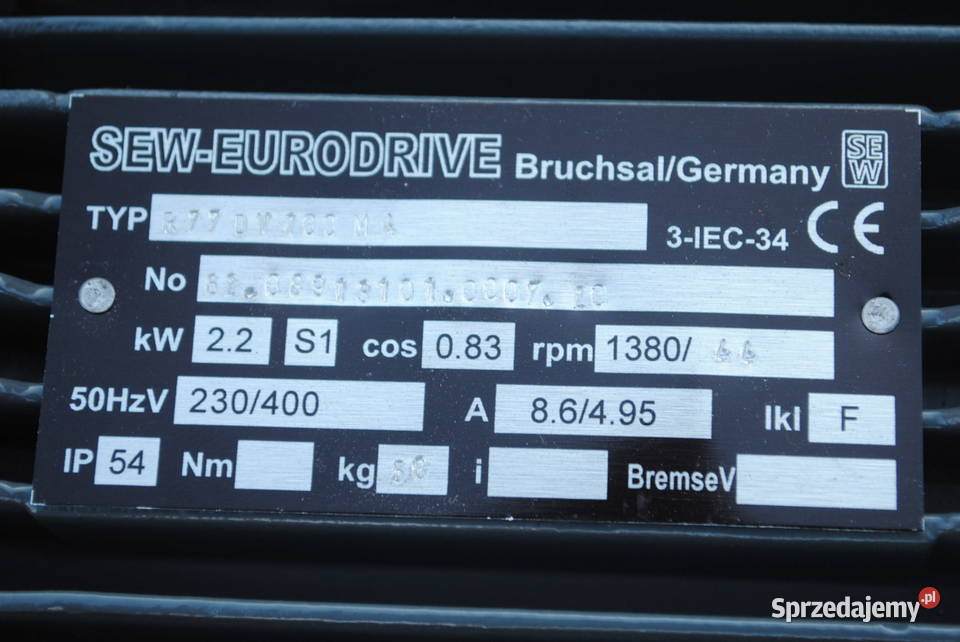 SEW-EURODRIVE Bruchsal/Germany SEW
TYP 3-IEC-34 CE
No
kW 2.2 S1 cos 0.83 rpm 1380/ 44
50HzV 230/400 A 8.6/4.95 Ikl F
IP 54 Nm kg i BremseV
Sprzedajemy.pl